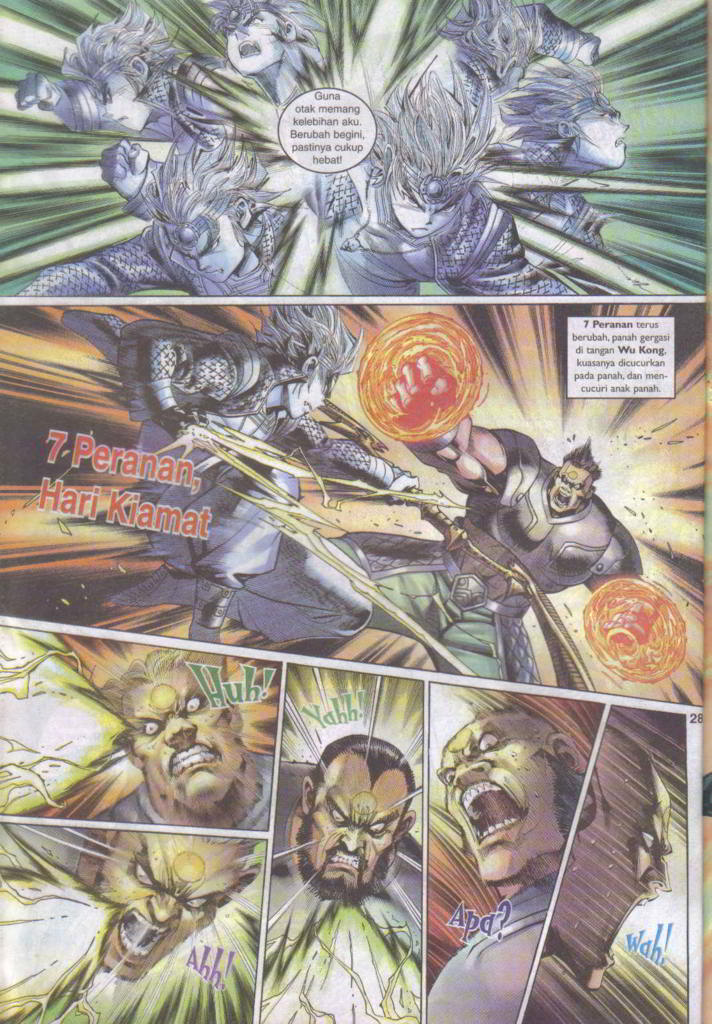 Guna
otak memang
kelebihan aku.
Berubah begini,
pastinya cukup
hebat!
7 Peranan terus
berubah, panah gergasi
di tangan Wu Kong,
kuasanya dicucurkan
pada panah, dan men-
cucuri anak panah.
7 Peranan,
Hari Kiamat
28
Huh!
Yahh!
Ahh!
Apa?
Wah!